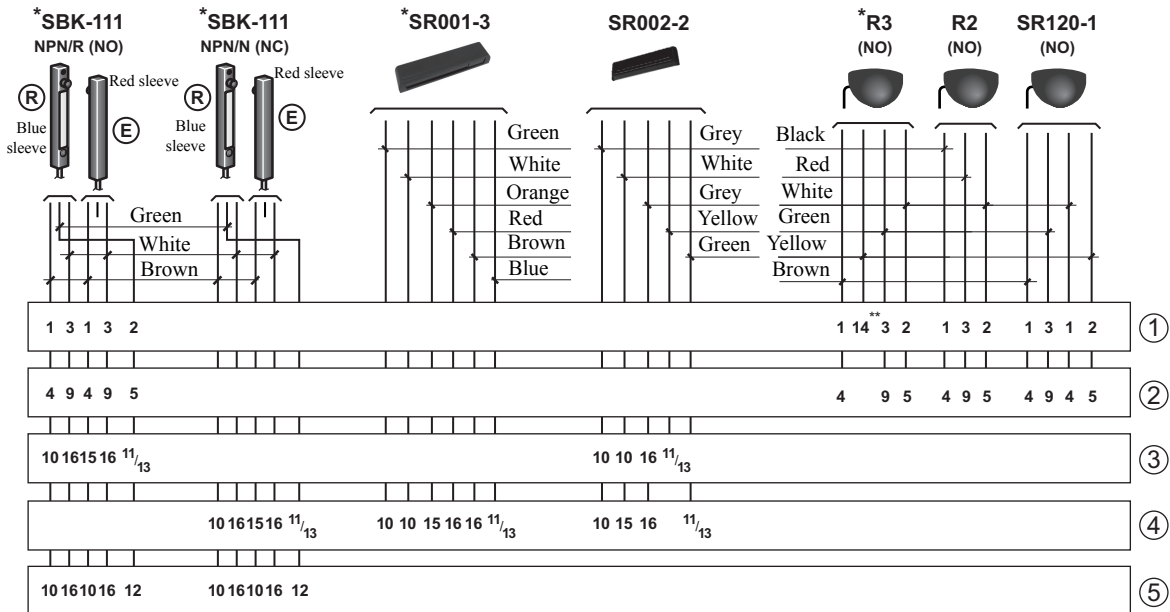 *SBK-111 *SBK-111 *SR001-3 SR002-2 *R3 R2 SR120-1
NPN/R (NO) NPN/N (NC) (NO) (NO) (NO)
Red sleeve Red sleeve
R R
E E
Blue sleeve Blue sleeve
Green Grey Black
White White Red
Orange Grey White
Green Red Yellow Green
White Brown Green Yellow
Brown Blue Brown
1 3 1 3 2 1 14** 3 2 1 3 2 1 3 1 2 ①
4 9 4 9 5 4 9 5 4 9 5 4 9 4 5 ②
10 16 15 16 11/13 10 10 16 11/13 ③
10 16 15 16 11/13 10 10 15 16 16 11/13 10 15 16 11/13 ④
10 16 10 16 12 10 16 10 16 12 ⑤